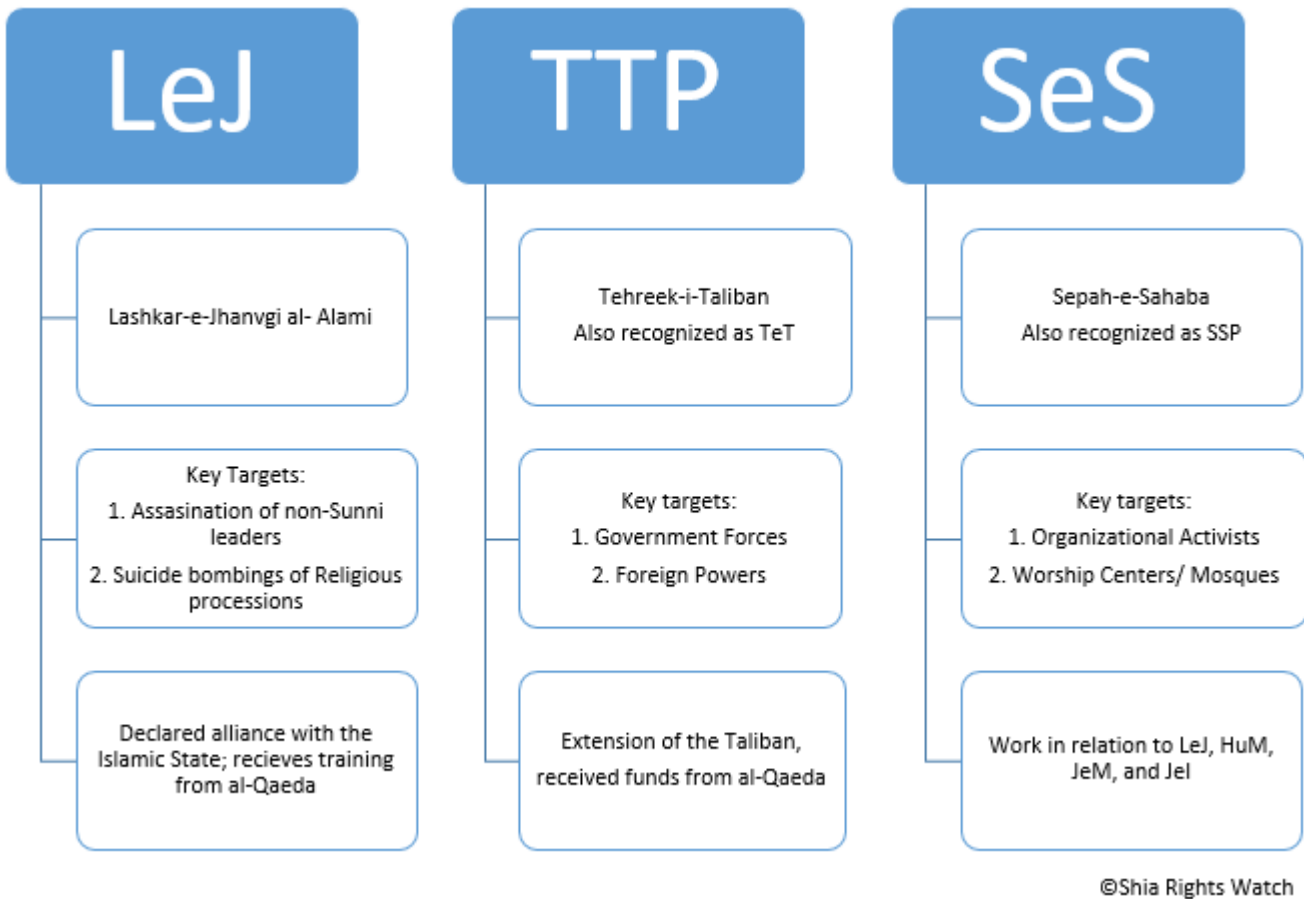 LeJ
Lashkar-e-Jhanvgi al- Alami
Key Targets:
1. Assasination of non-Sunni
leaders
2. Suicide bombings of Religious
processions
Declared alliance with the
Islamic State; recieves training
from al-Qaeda
TTP
Tehreek-i-Taliban
Also recognized as TeT
Key targets:
1. Government Forces
2. Foreign Powers
Extension of the Taliban,
received funds from al-Qaeda
SeS
Sepah-e-Sahaba
Also recognized as SSP
Key targets:
1. Organizational Activists
2. Worship Centers/ Mosques
Work in relation to LeJ, HuM,
JeM, and JeI
©Shia Rights Watch